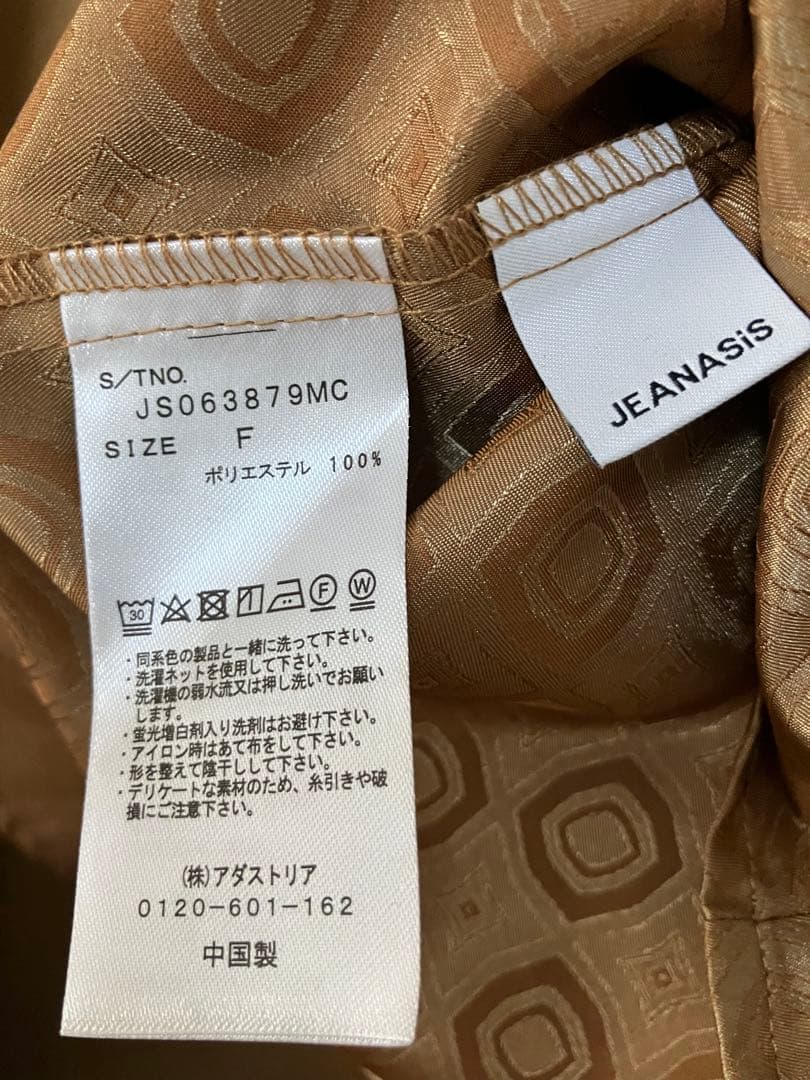 S/TNO.
JS063879MC
SIZE F
ポリエステル 100%
30
F
W
・同系色の製品と一緒に洗って下さい。
・洗濯ネットを使用して下さい。
・洗濯機の弱水流又は押し洗いでお願い
します。
・蛍光増白剤入り洗剤はお避け下さい。
・アイロン時はあて布をして下さい。
・形を整えて陰干しして下さい。
・デリケートな素材のため、糸引きや破
損にご注意下さい。
(株)アダストリア
0120-601-162
中国製
JEANASiS